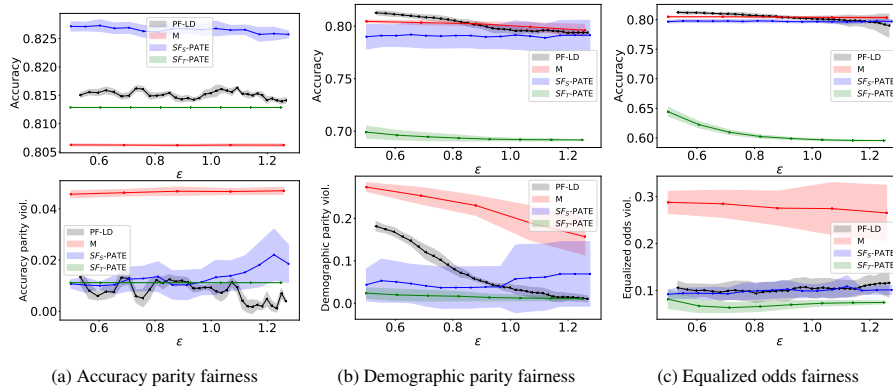 Accuracy
0.825
0.815
0.805
PF-LD
M
SF_S-PATE
SF_T-PATE
0.6 0.8 1.0 1.2
ε
Accuracy
0.80
0.75
0.70
PF-LD
M
SF_S-PATE
SF_T-PATE
0.6 0.8 1.0 1.2
ε
Accuracy
0.80
0.75
0.70
0.65
0.60
PF-LD
M
SF_S-PATE
SF_T-PATE
0.6 0.8 1.0 1.2
ε
Accuracy parity viol.
0.04
0.02
0.00
PF-LD
M
SF_S-PATE
SF_T-PATE
0.6 0.8 1.0 1.2
ε
Demographic parity viol.
0.2
0.1
0.0
PF-LD
M
SF_S-PATE
SF_T-PATE
0.6 0.8 1.0 1.2
ε
Equalized odds viol.
0.3
0.2
0.1
PF-LD
M
SF_S-PATE
SF_T-PATE
0.6 0.8 1.0 1.2
ε
(a) Accuracy parity fairness
(b) Demographic parity fairness
(c) Equalized odds fairness